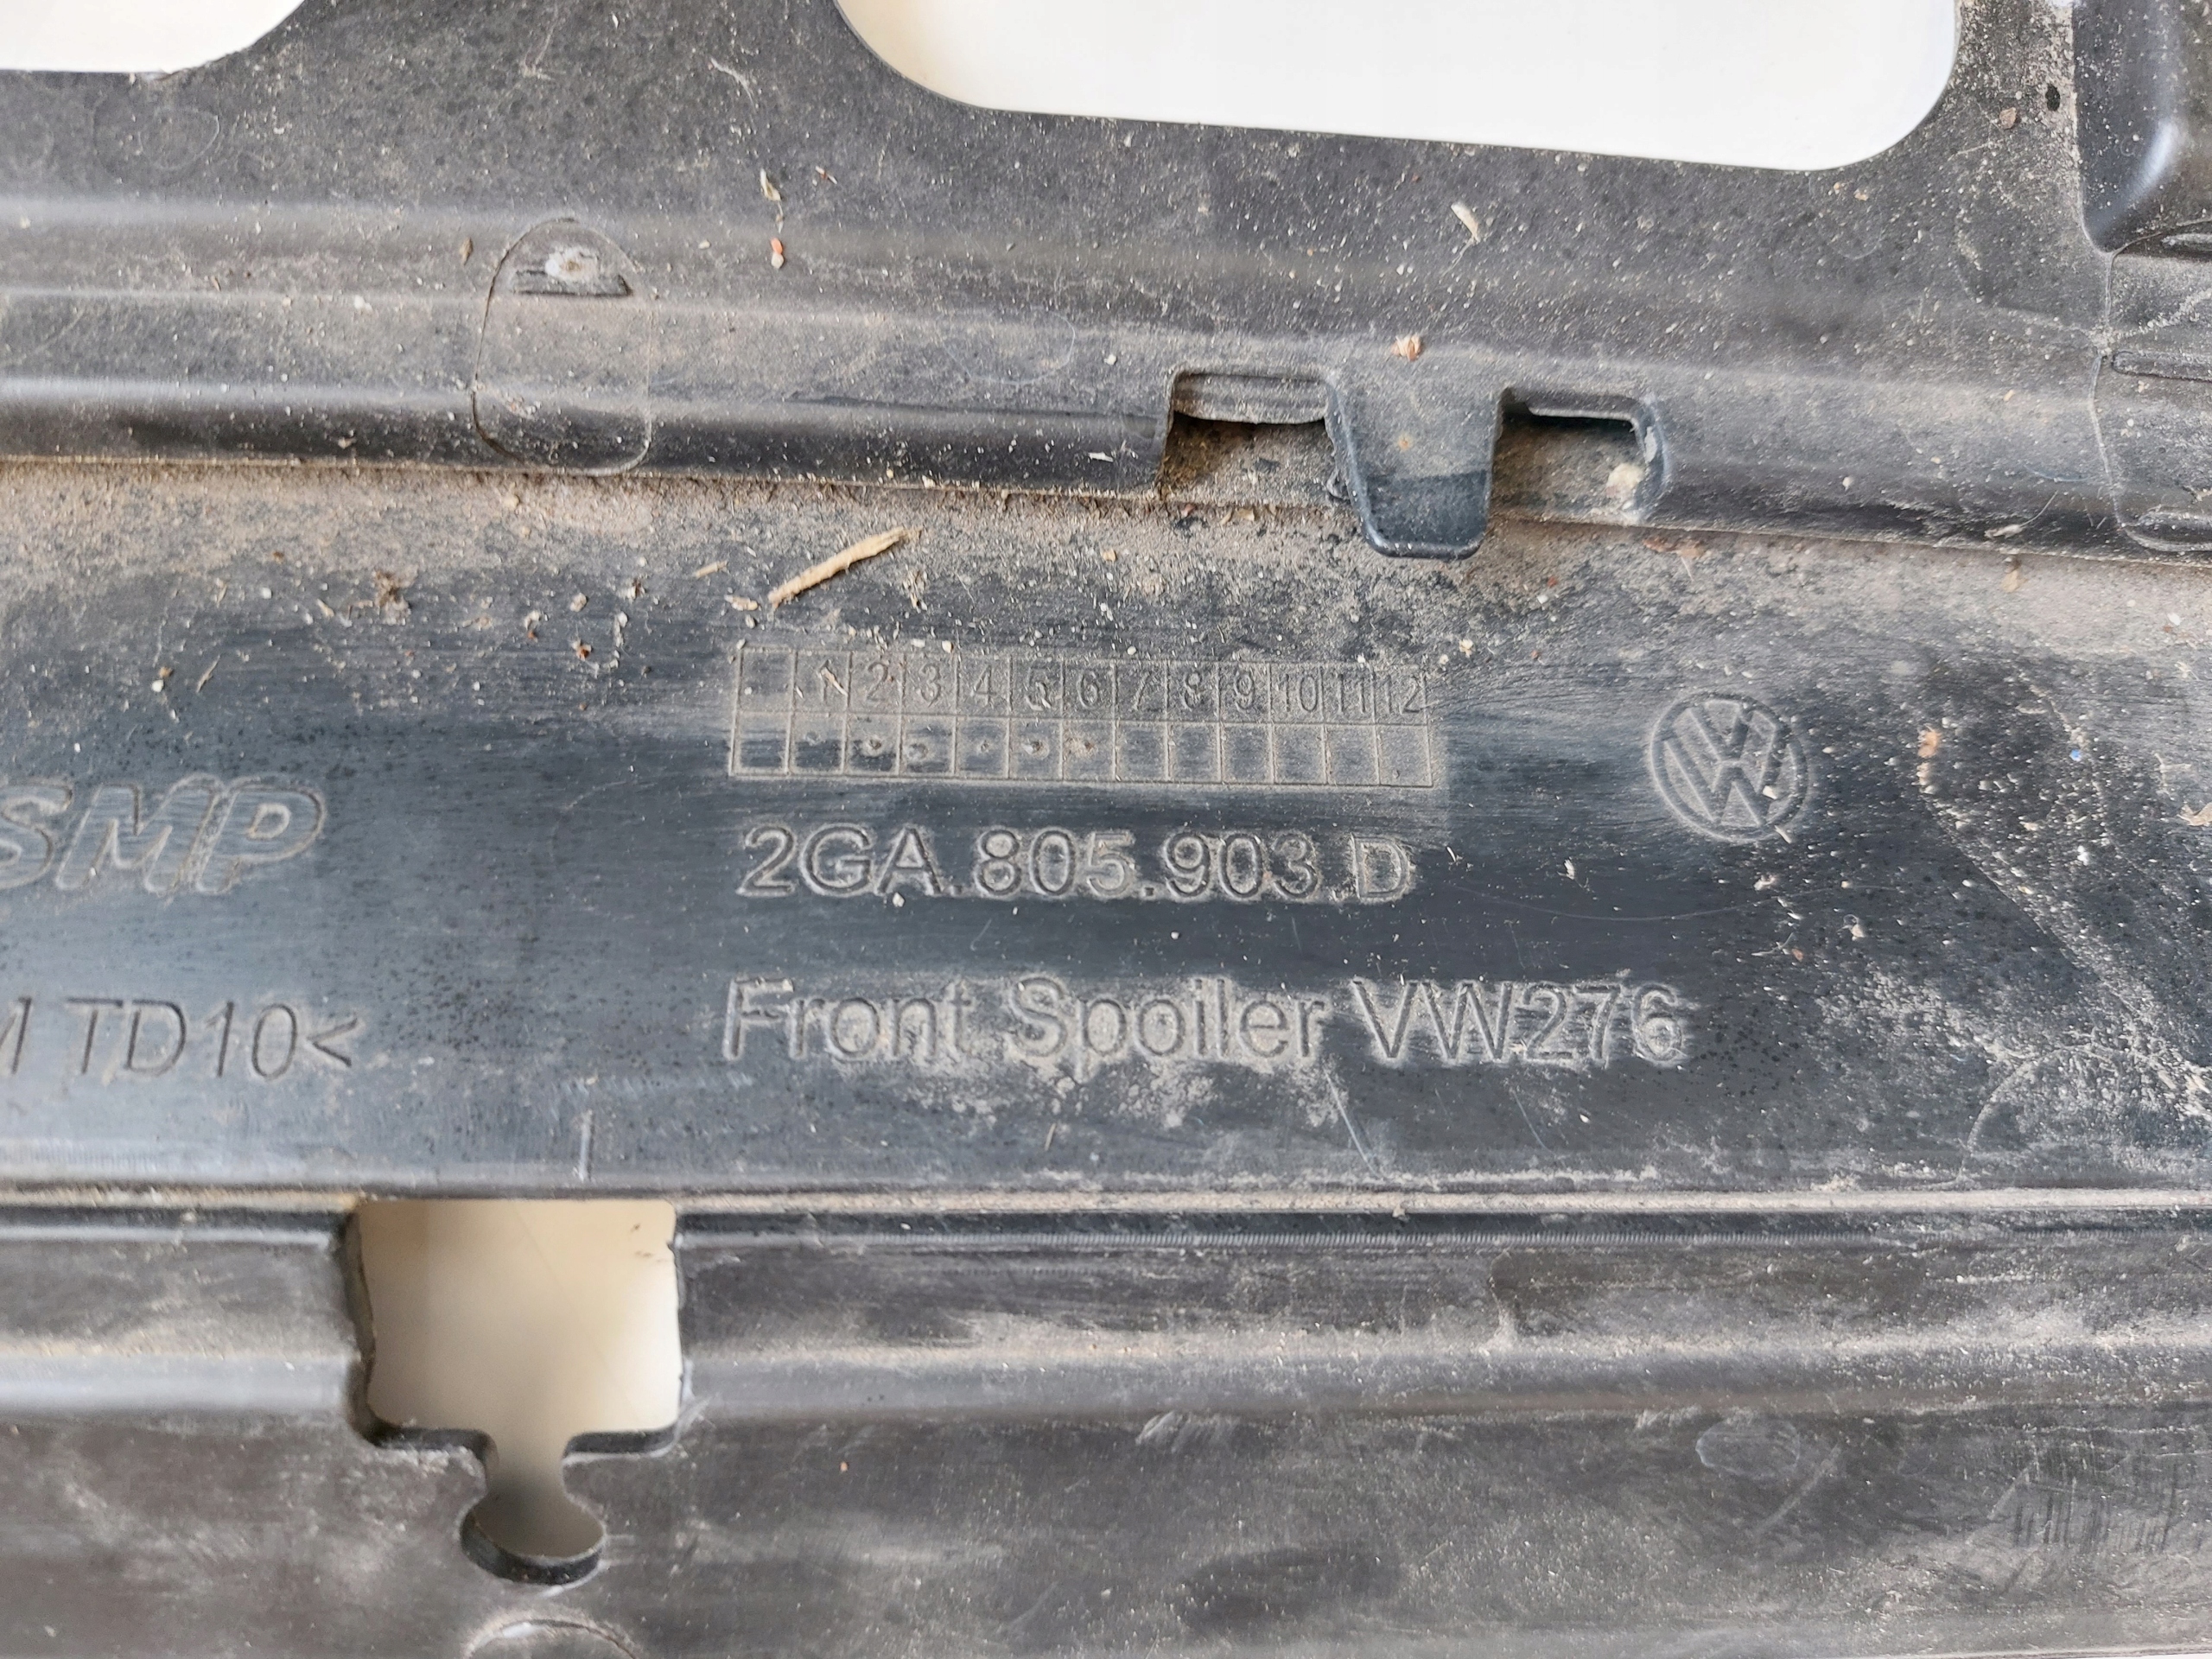 1 2 3 4 5 6 7 8 9 10 11 12
SMP
2GA.805.903.D
M TD10<
Front Spoiler VW276
VW